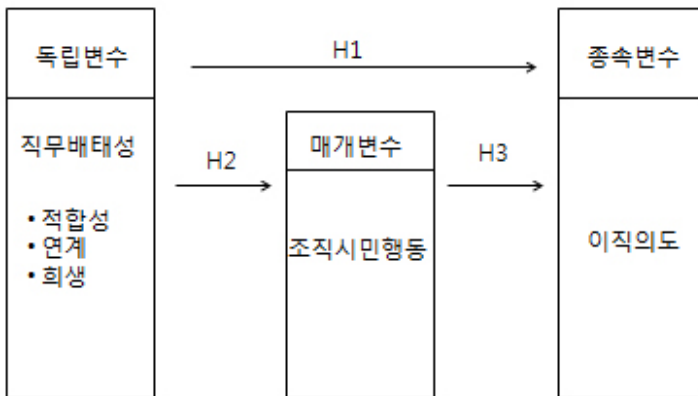 독립변수
H1
종속변수
직무배태성
• 적합성
• 연계
• 희생
H2
매개변수
조직시민행동
H3
이직의도